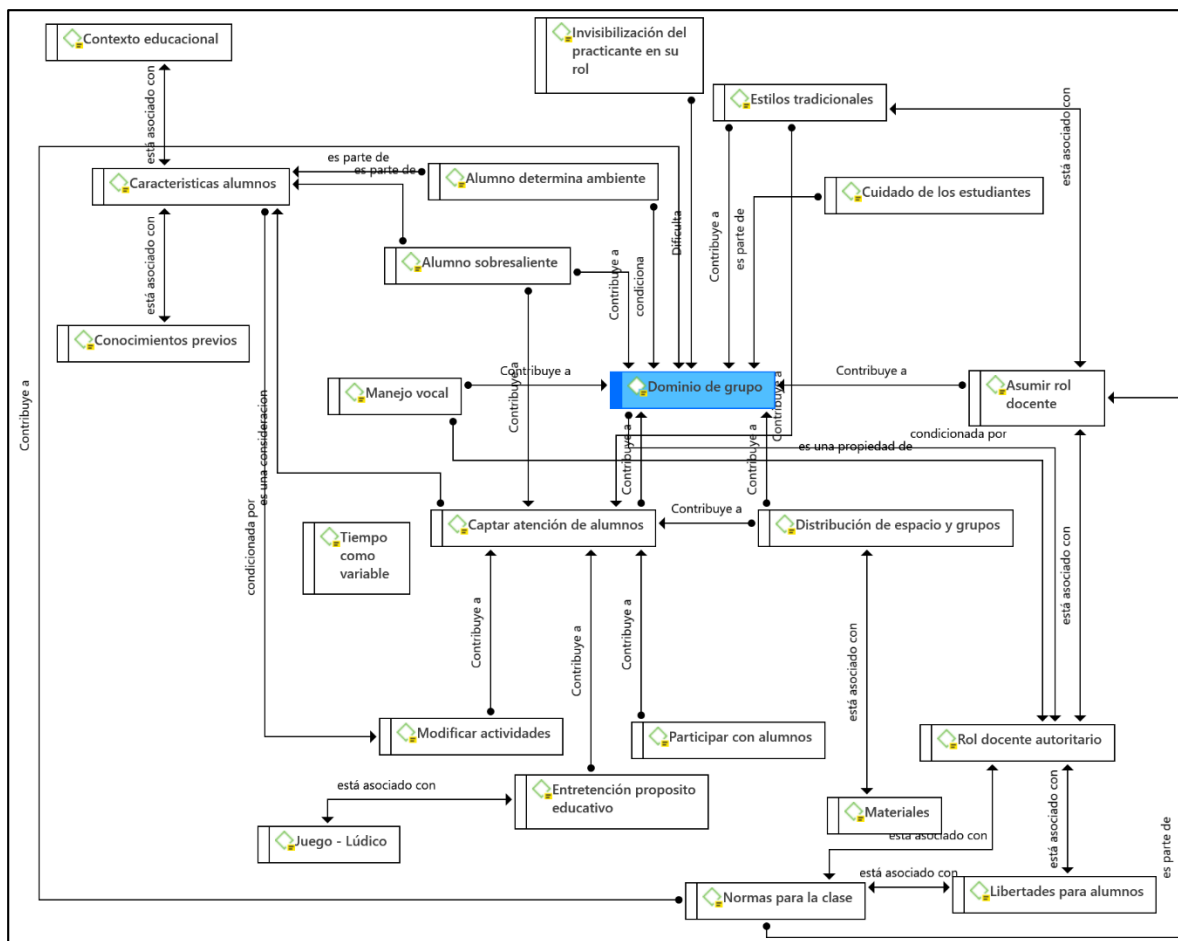 Contexto educacional
Invisibilización del
practicante en su
rol
Estilos tradicionales
está asociado con
está asociado con
Caracteristicas alumnos
es parte de
es parte de
Alumno determina ambiente
Cuidado de los estudiantes
Dificulta
Contribuye a
es parte de
Alumno sobresaliente
Contribuye a
condiciona
está asociado con
Conocimientos previos
Contribuye a
Manejo vocal
Contribuye a
Dominio de grupo
Contribuye a
Asumir rol
docente
Contribuye a
Contribuye a
Contribuye a
Contribuye a
Contribuye a
Contribuye a
condicionada por
es una propiedad de
es una consideracion
condicionada por
Captar atención de alumnos
Contribuye a
Distribución de espacio y grupos
Tiempo
como
variable
está asociado con
Contribuye a
Contribuye a
Contribuye a
está asociado con
Modificar actividades
Participar con alumnos
Rol docente autoritario
está asociado con
Entretención proposito
educativo
Materiales
está asociado con
está asociado con
es parte de
Juego - Lúdico
está asociado con
Normas para la clase
Libertades para alumnos